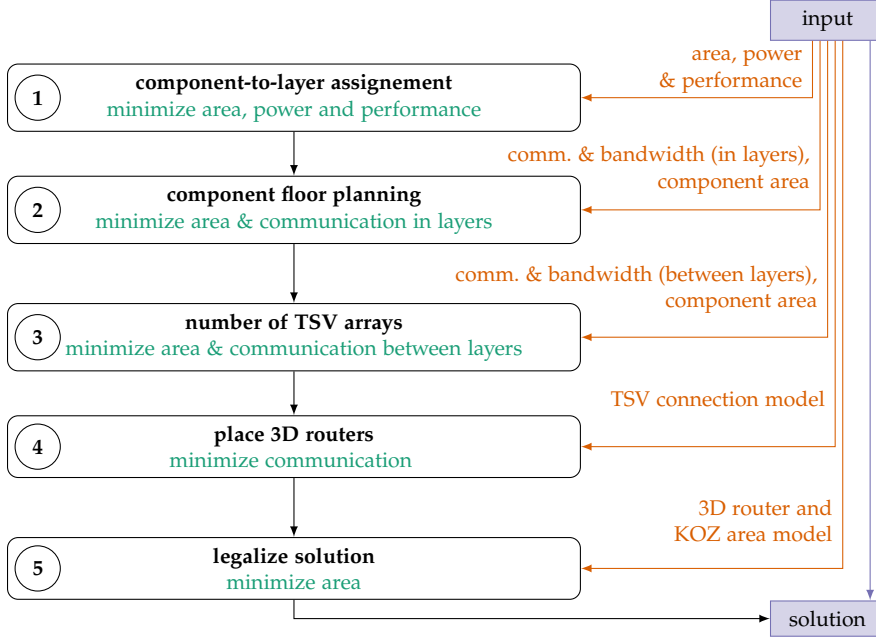 input
area, power
& performance
1
component-to-layer assignement
minimize area, power and performance
comm. & bandwidth (in layers),
component area
2
component floor planning
minimize area & communication in layers
comm. & bandwidth (between layers),
component area
3
number of TSV arrays
minimize area & communication between layers
TSV connection model
4
place 3D routers
minimize communication
3D router and
KOZ area model
5
legalize solution
minimize area
solution